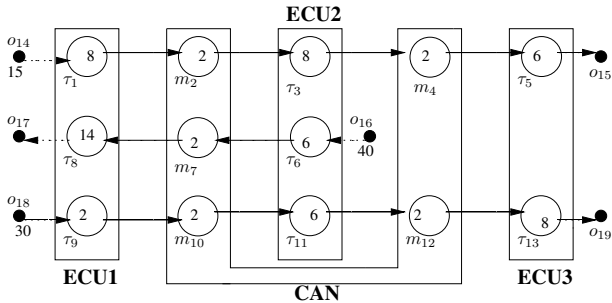 ECU2
o14 8 2 8 2 6
15 τ1 m2 τ3 m4 τ5 o15
o17 14 2 6 o16
τ8 m7 τ6 40
o18 2 2 6 2 8
30 τ9 m10 τ11 m12 τ13 o19
ECU1 CAN ECU3